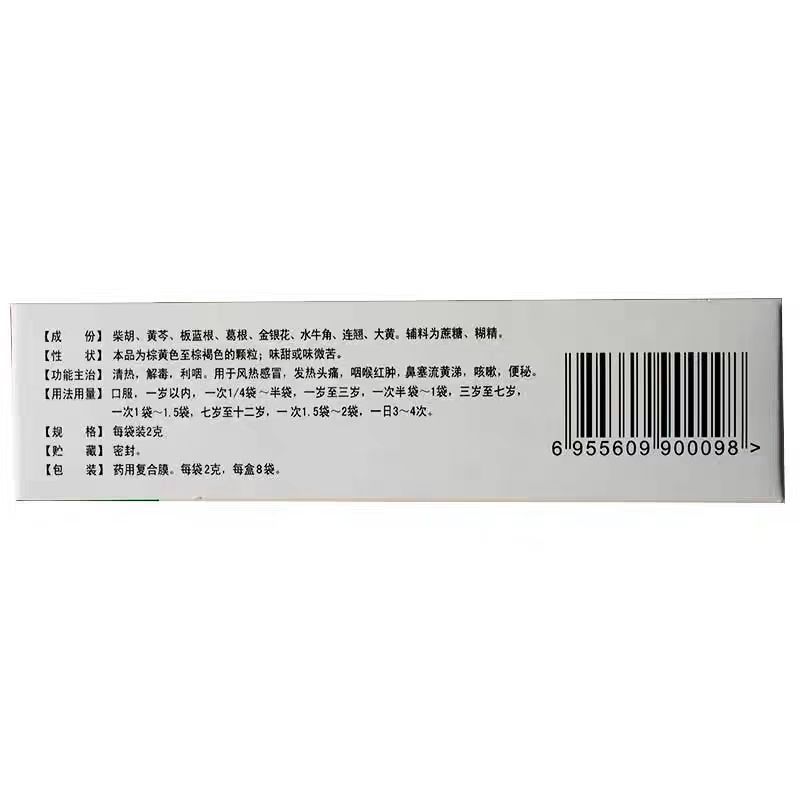 【成 份】柴胡、黄芩、板蓝根、葛根、金银花、水牛角、连翘、大黄。辅料为蔗糖、糊精。
【性 状】本品为棕黄色至棕褐色的颗粒；味甜或味微苦。
【功能主治】清热，解毒，利咽。用于风热感冒，发热头痛，咽喉红肿，鼻塞流黄涕，咳嗽，便秘。
【用法用量】口服，一岁以内，一次1/4袋～半袋，一岁至三岁，一次半袋～1袋，三岁至七岁，
一次1袋～1.5袋，七岁至十二岁，一次1.5袋～2袋，一日3～4次。
【规 格】每袋装2克
【贮 藏】密封。
【包 装】药用复合膜。每袋2克，每盒8袋。
6 955609 900098 >